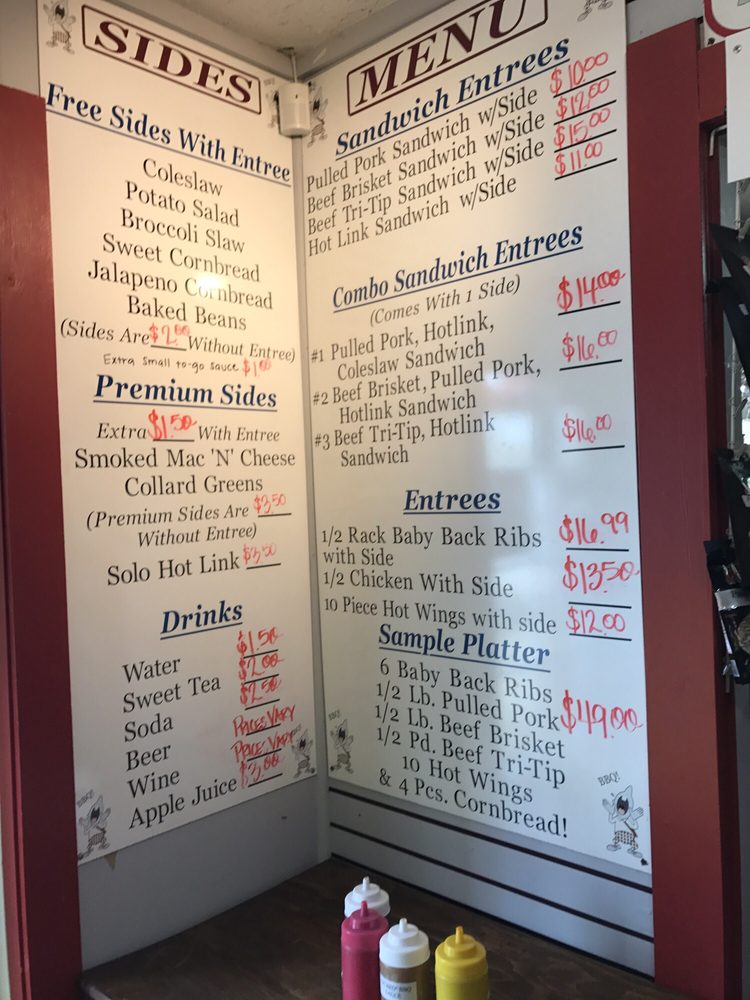 SIDES
Free Sides With Entree
Coleslaw
Potato Salad
Broccoli Slaw
Sweet Cornbread
Jalapeno Cornbread
Baked Beans
(Sides Are $2.00 Without Entree)
Extra small to-go sauce $1.00
Premium Sides
Extra $1.50 With Entree
Smoked Mac 'N' Cheese
Collard Greens
(Premium Sides Are $3.50
Without Entree)
Solo Hot Link $3.50
Drinks
Water $1.50
Sweet Tea $2.00
Soda $2.50
Beer Prices Vary
Wine Prices Vary
Apple Juice $3.00
BBQ!
MENU
Sandwich Entrees
Pulled Pork Sandwich w/Side $10.00
Beef Brisket Sandwich w/Side $12.00
Beef Tri-Tip Sandwich w/Side $15.00
Hot Link Sandwich w/Side $11.00
Combo Sandwich Entrees
(Comes With 1 Side)
#1 Pulled Pork, Hotlink, $14.00
Coleslaw Sandwich
#2 Beef Brisket, Pulled Pork, $16.00
Hotlink Sandwich
#3 Beef Tri-Tip, Hotlink $16.00
Sandwich
Entrees
1/2 Rack Baby Back Ribs $16.99
with Side
1/2 Chicken With Side $13.50
10 Piece Hot Wings with side $12.00
Sample Platter
6 Baby Back Ribs
1/2 Lb. Pulled Pork $49.00
1/2 Lb. Beef Brisket
1/2 Pd. Beef Tri-Tip
10 Hot Wings
& 4 Pcs. Cornbread!
BBQ!
BBQ!